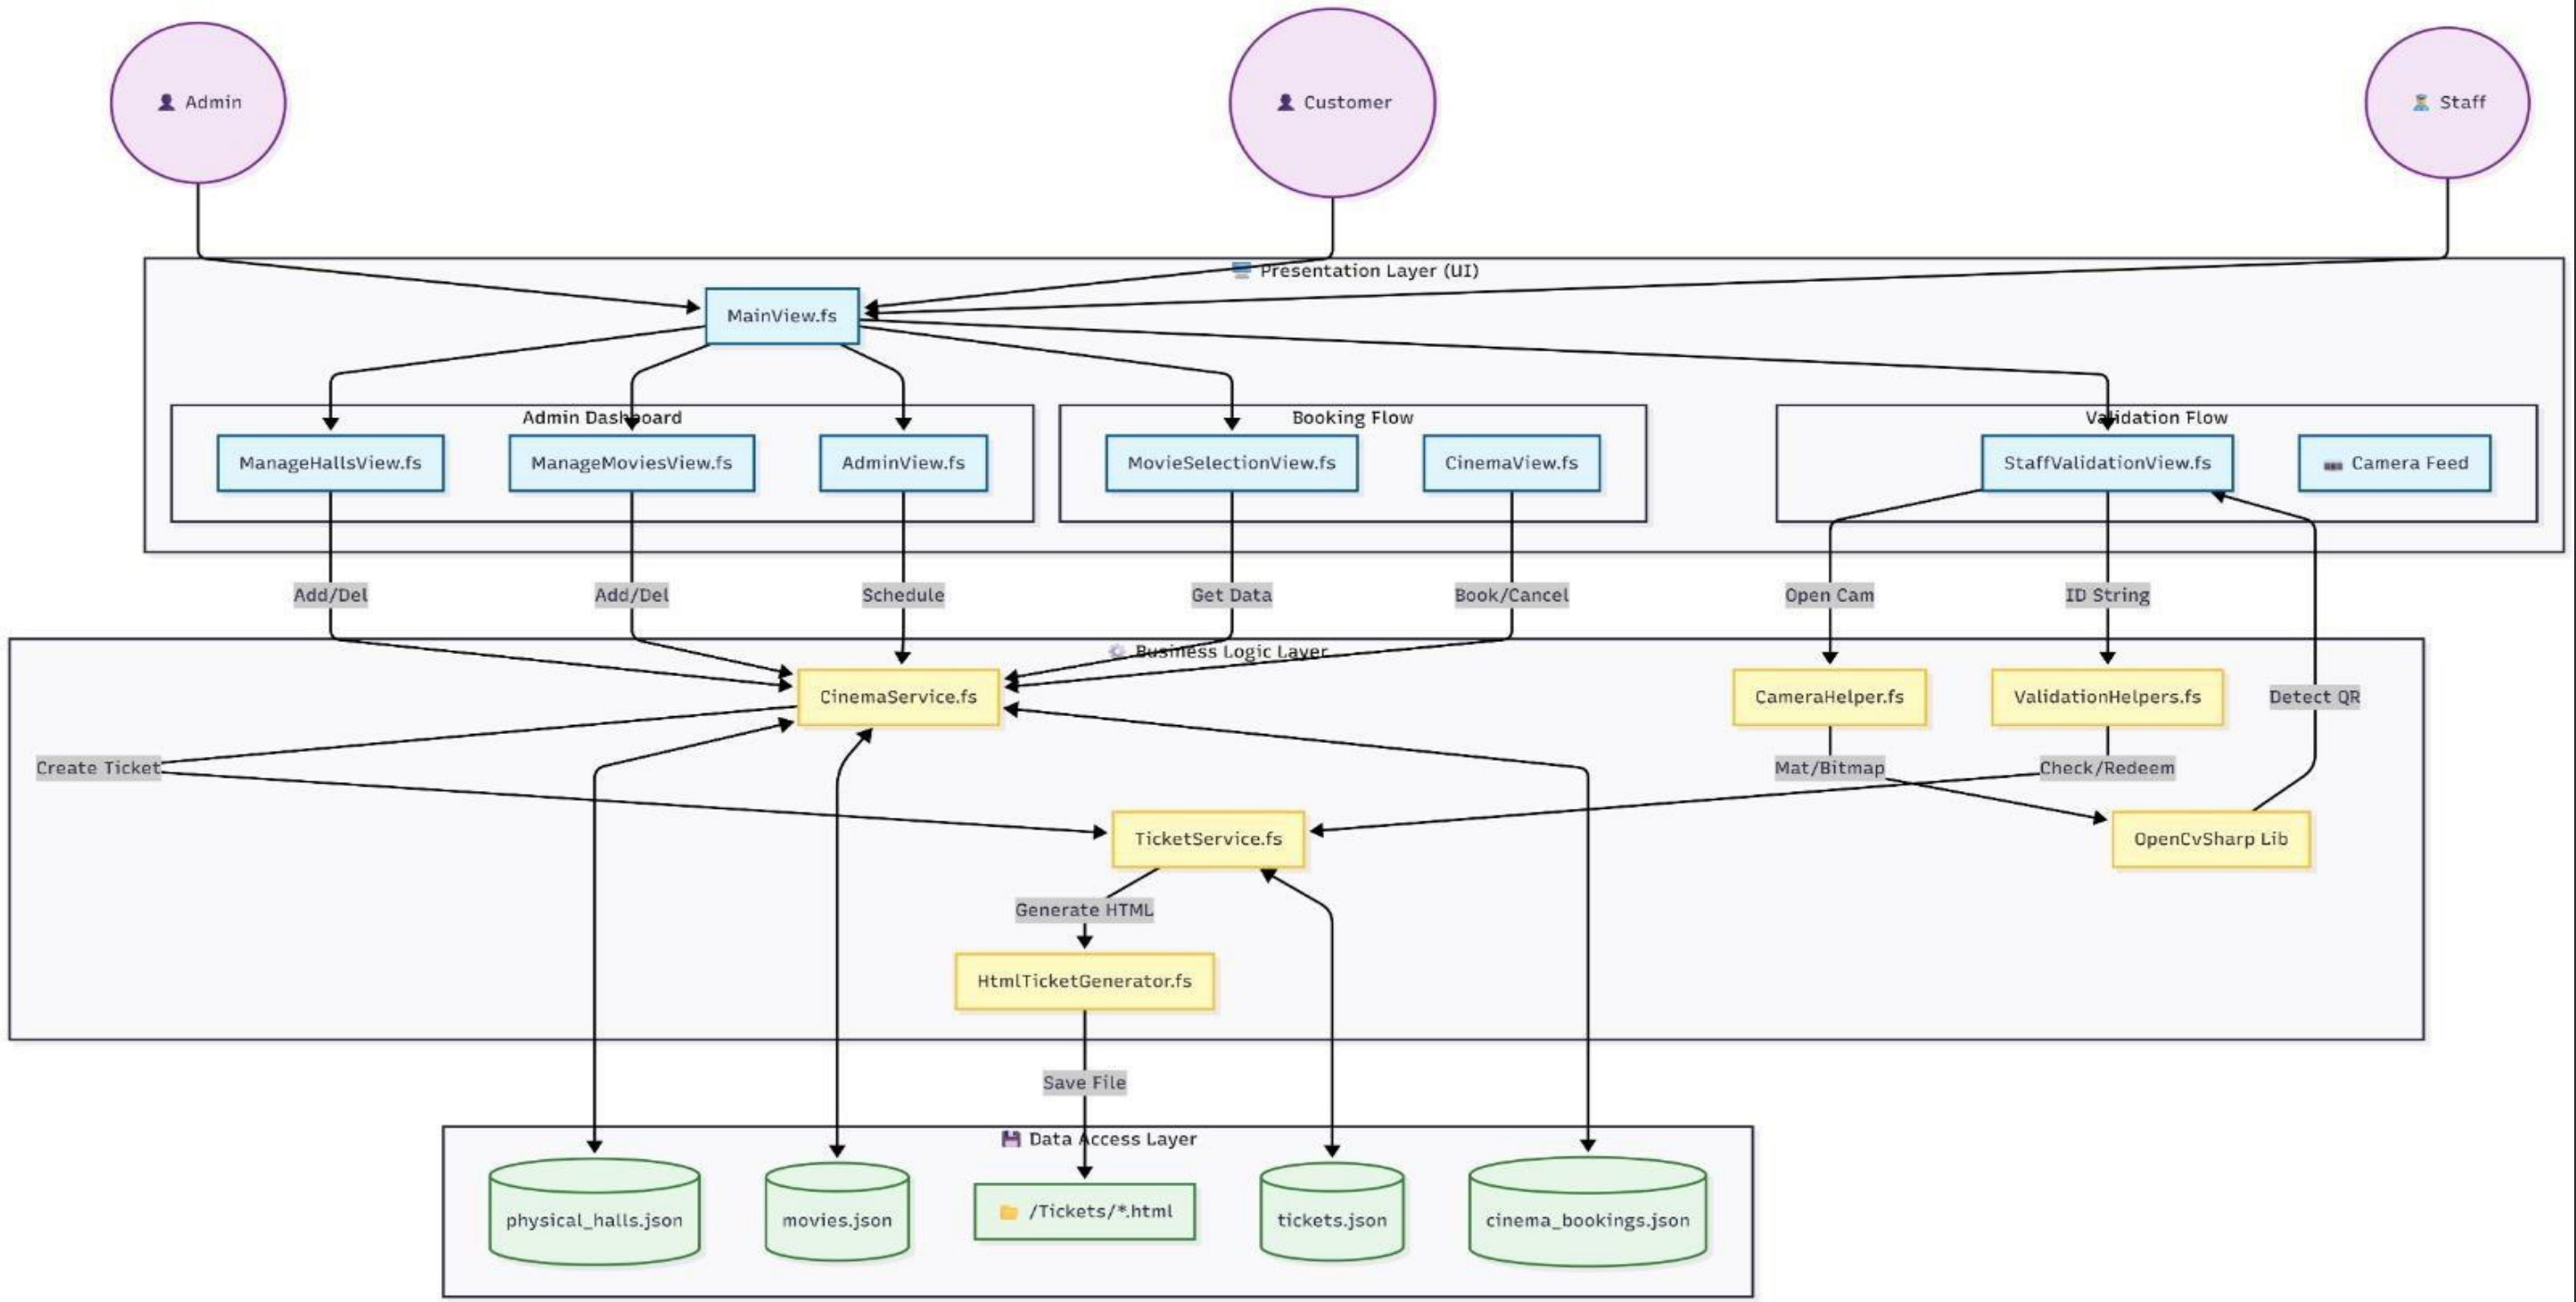 Admin
Customer
Staff
Presentation Layer (UI)
MainView.fs
Admin Dashboard
Booking Flow
Validation Flow
ManageHallsView.fs
ManageMoviesView.fs
AdminView.fs
MovieSelectionView.fs
CinemaView.fs
StaffValidationView.fs
Camera Feed
Add/Del
Add/Del
Schedule
Get Data
Book/Cancel
Open Cam
ID String
Business Logic Layer
CinemaService.fs
CameraHelper.fs
ValidationHelpers.fs
Detect QR
Create Ticket
Mat/Bitmap
Check/Redeem
TicketService.fs
OpenCvSharp Lib
Generate HTML
HtmlTicketGenerator.fs
Save File
Data Access Layer
physical_halls.json
movies.json
/Tickets/*.html
tickets.json
cinema_bookings.json